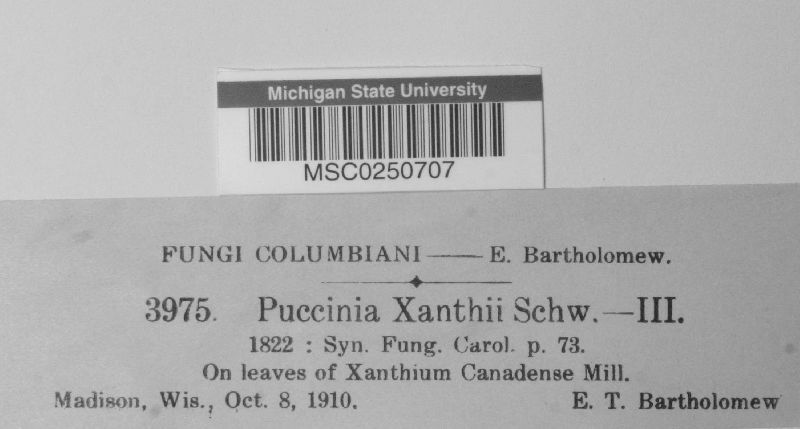 Michigan State University
MSC0250707
FUNGI COLUMBIANI —— E. Bartholomew.
3975. Puccinia Xanthii Schw.—III.
1822 : Syn. Fung. Carol. p. 73.
On leaves of Xanthium Canadense Mill.
Madison, Wis., Oct. 8, 1910. E. T. Bartholomew